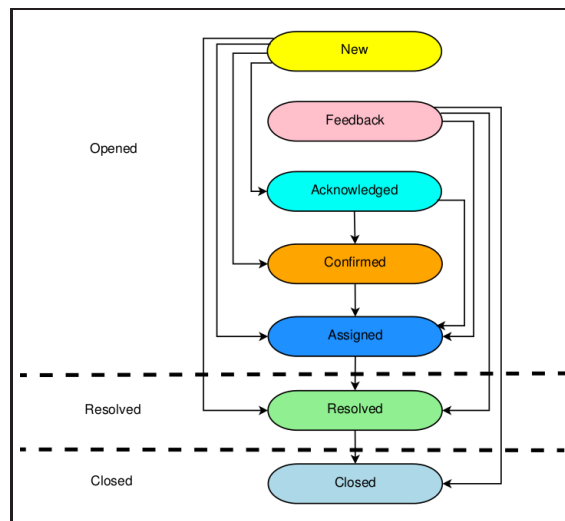 New
Feedback
Opened
Acknowledged
Confirmed
Assigned
Resolved
Resolved
Closed
Closed